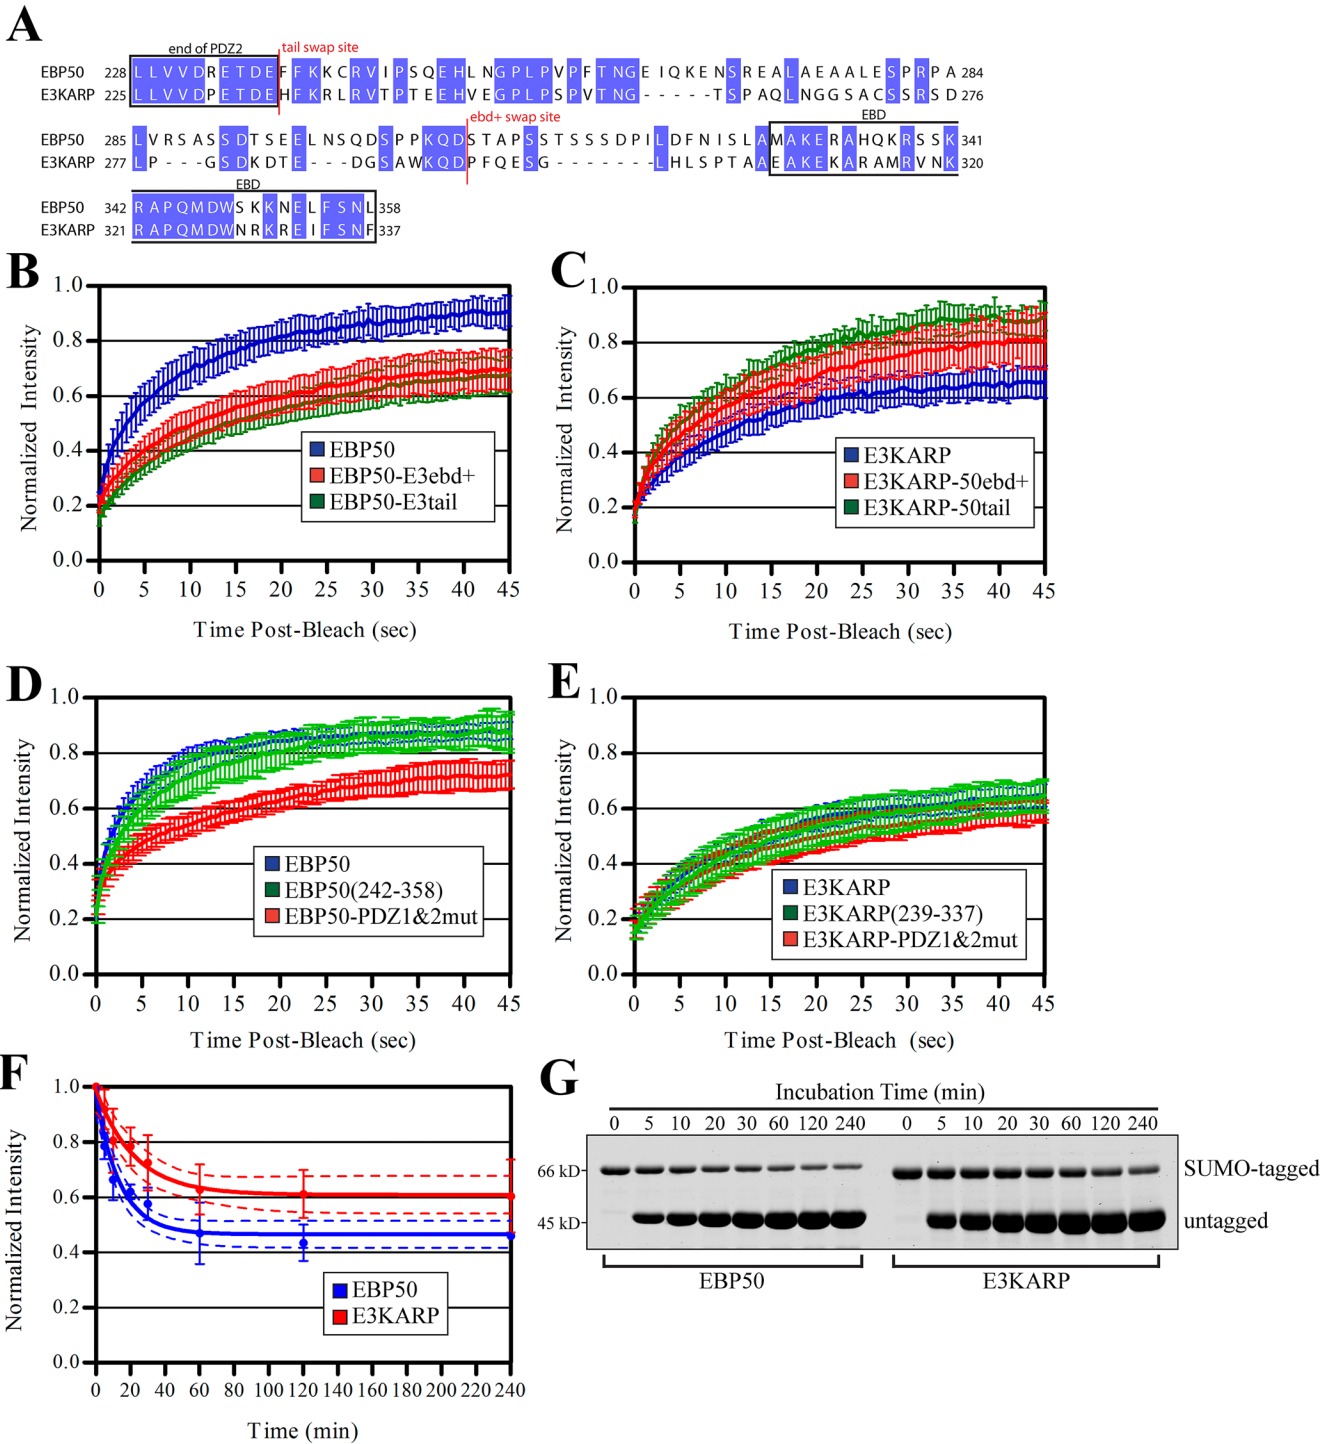 A
end of PDZ2
tail swap site
EBP50 228 L L V V D R E T D E F F K K C R V I P S Q E H L N G P L P V P F T N G E I Q K E N S R E A L A E A A L E S P R P A 284
E3KARP 225 L L V V D P E T D E H F K R L R V T P T E E H V E G P L P S P V T N G - - - - - T S P A Q L N G G S A C S S R S D 276
ebd+ swap site
EBD
EBP50 285 L V R S A S S D T S E E L N S Q D S P P K Q D S T A P S S T S S S D P I L D F N I S L A M A K E R A H Q K R S S K 341
E3KARP 277 L P - - - G S D K D T E - - - D G S A W K Q D P F Q E S G - - - - - - - L H L S P T A A E A K E K A R A M R V N K 320
EBD
EBP50 342 R A P Q M D W S K K N E L F S N L 358
E3KARP 321 R A P Q M D W N R K R E I F S N F 337
B
1.0
0.8
0.6
0.4
0.2
0.0
Normalized Intensity
EBP50
EBP50-E3ebd+
EBP50-E3tail
0 5 10 15 20 25 30 35 40 45
Time Post-Bleach (sec)
C
1.0
0.8
0.6
0.4
0.2
0.0
Normalized Intensity
E3KARP
E3KARP-50ebd+
E3KARP-50tail
0 5 10 15 20 25 30 35 40 45
Time Post-Bleach (sec)
D
1.0
0.8
0.6
0.4
0.2
0.0
Normalized Intensity
EBP50
EBP50(242-358)
EBP50-PDZ1&2mut
0 5 10 15 20 25 30 35 40 45
Time Post-Bleach (sec)
E
1.0
0.8
0.6
0.4
0.2
0.0
Normalized Intensity
E3KARP
E3KARP(239-337)
E3KARP-PDZ1&2mut
0 5 10 15 20 25 30 35 40 45
Time Post-Bleach (sec)
F
1.0
0.8
0.6
0.4
0.2
0.0
Normalized Intensity
EBP50
E3KARP
0 20 40 60 80 100 120 140 160 180 200 220 240
Time (min)
G
Incubation Time (min)
0 5 10 20 30 60 120 240 0 5 10 20 30 60 120 240
66 kD
SUMO-tagged
45 kD
untagged
EBP50
E3KARP